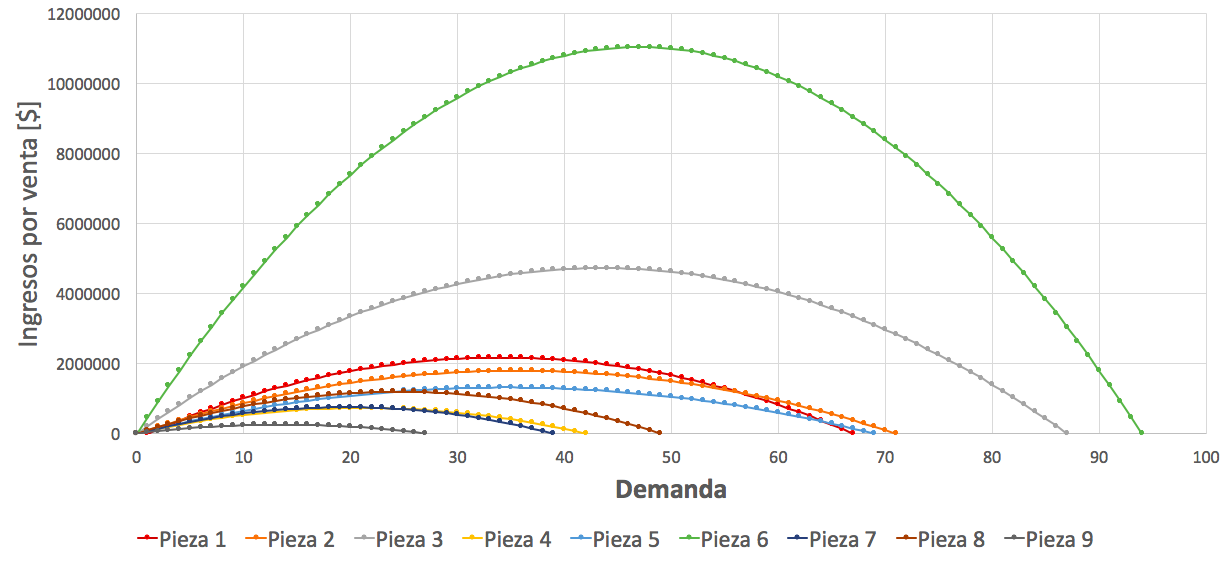 12000000
10000000
8000000
6000000
4000000
2000000
0
Ingresos por venta [$]
0 10 20 30 40 50 60 70 80 90 100
Demanda
Pieza 1 Pieza 2 Pieza 3 Pieza 4 Pieza 5 Pieza 6 Pieza 7 Pieza 8 Pieza 9